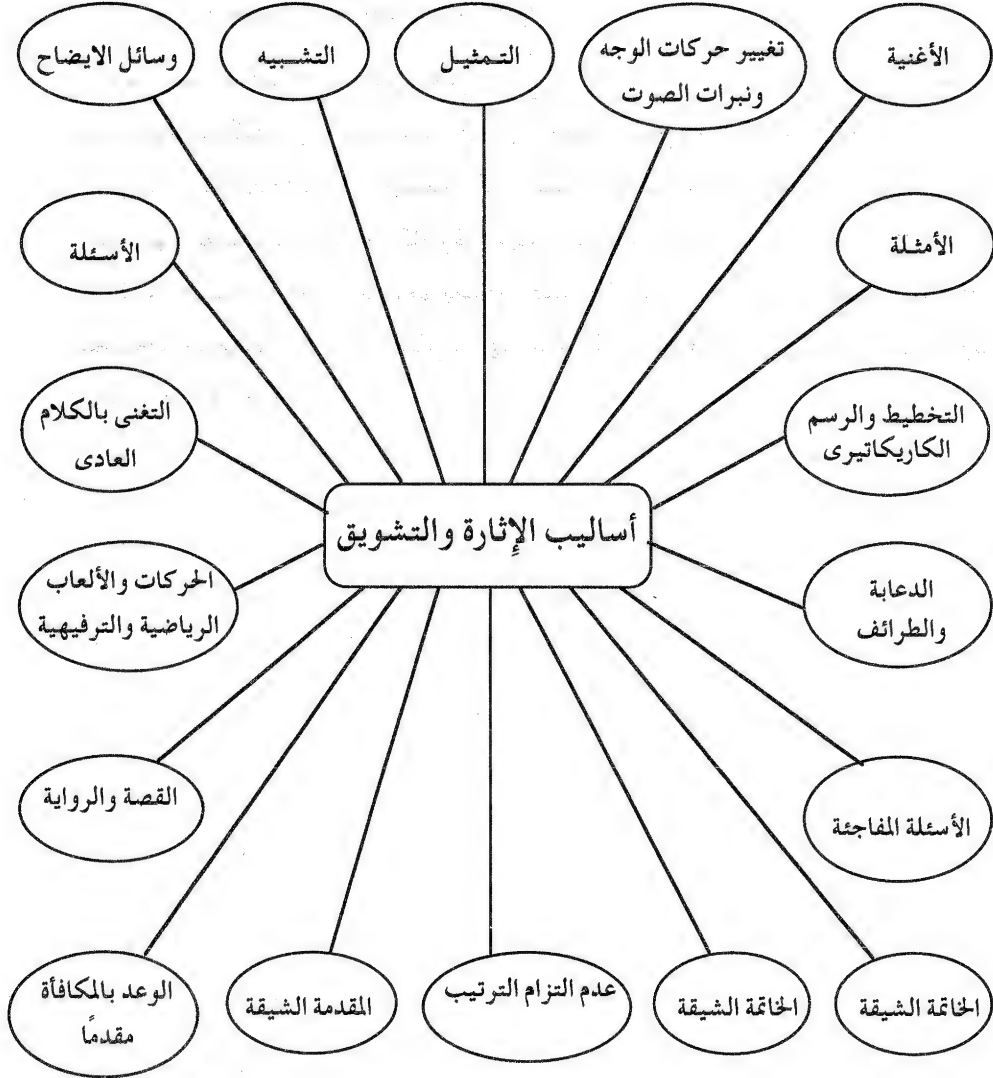 الأغنية
تغيير حركات الوجه
ونبرات الصوت
التمثيل
التشبيه
وسائل الايضاح
الأمثلة
الأسئلة
التخطيط والرسم
الكاريكاتيرى
التغنى بالكلام
العادى
أساليب الإثارة والتشويق
الدعابة
والطرائف
الحركات والألعاب
الرياضية والترفيهية
الأسئلة المفاجئة
القصة والرواية
الخاتمة الشيقة
الخاتمة الشيقة
عدم التزام الترتيب
المقدمة الشيقة
الوعد بالمكافأة
مقدمًا